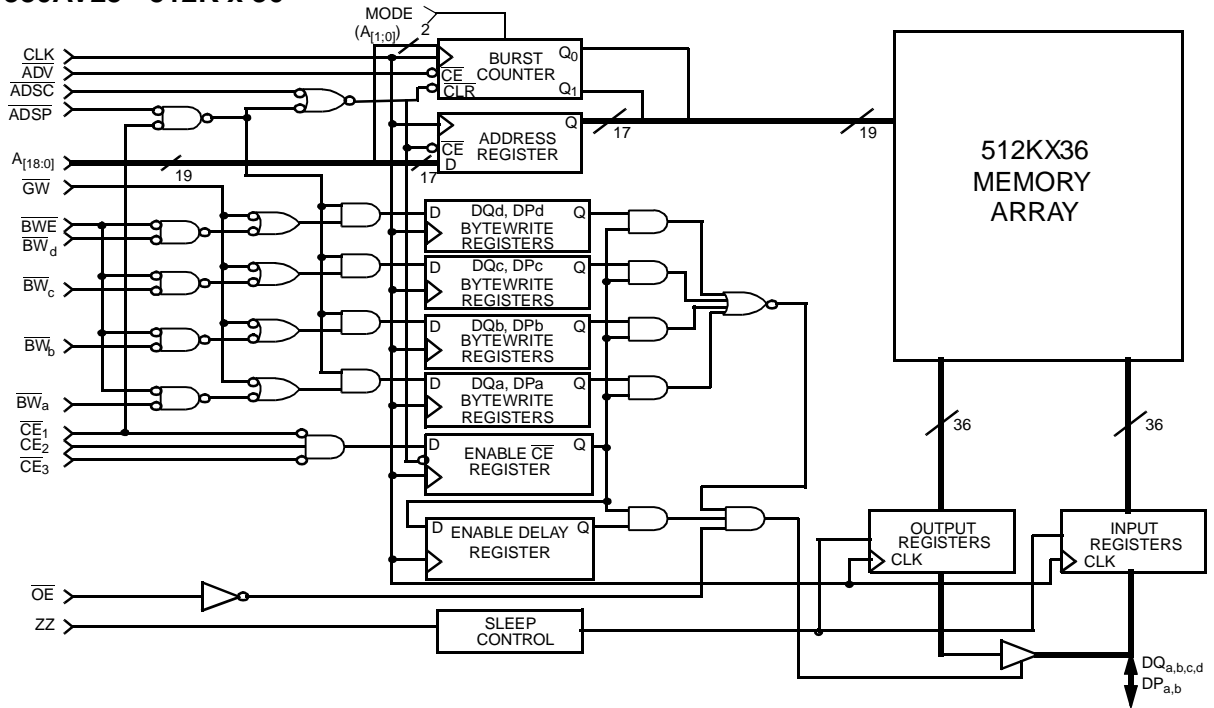 512K x 36
MODE
(A[1;0])
2
CLK
ADV
ADSC
ADSP
A[18:0]
19
17
GW
BWE
BWd
BWc
BWb
BWa
CE1
CE2
CE3
OE
ZZ
BURST
COUNTER
Q0
Q1
CE
CLR
ADDRESS
REGISTER
Q
CE
D
17
19
512KX36
MEMORY
ARRAY
D
DQd, DPd
Q
BYTEWRITE
REGISTERS
D
DQc, DPc
Q
BYTEWRITE
REGISTERS
D
DQb, DPb
Q
BYTEWRITE
REGISTERS
D
DQa, DPa
Q
BYTEWRITE
REGISTERS
D
ENABLE CE
Q
REGISTER
D
ENABLE DELAY
Q
REGISTER
36
36
OUTPUT
REGISTERS
CLK
INPUT
REGISTERS
CLK
SLEEP
CONTROL
DQa,b,c,d
DPa,b